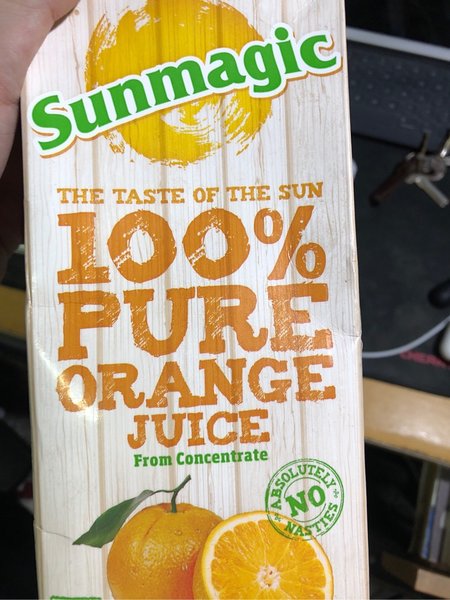 Sunmagic
THE TASTE OF THE SUN
100%
PURE
ORANGE
JUICE
From Concentrate
ABSOLUTELY
NO
NASTIES